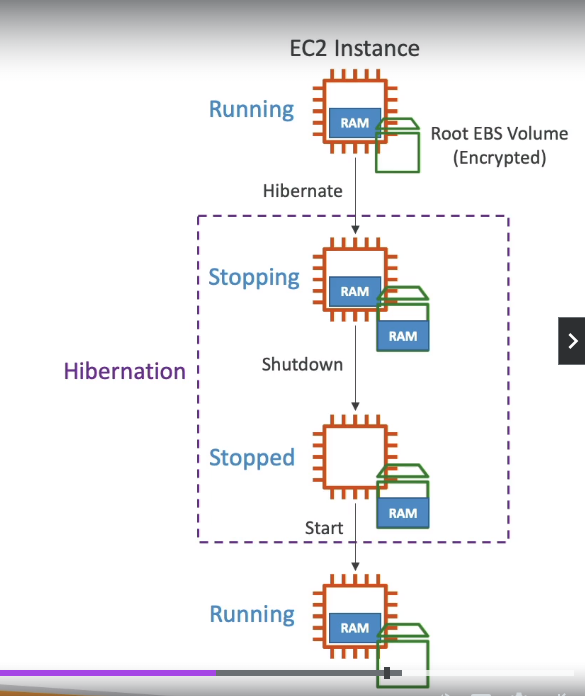 EC2 Instance
Running
RAM
Root EBS Volume
(Encrypted)
Hibernate
Stopping
RAM
RAM
Hibernation
Shutdown
Stopped
RAM
Start
Running
RAM